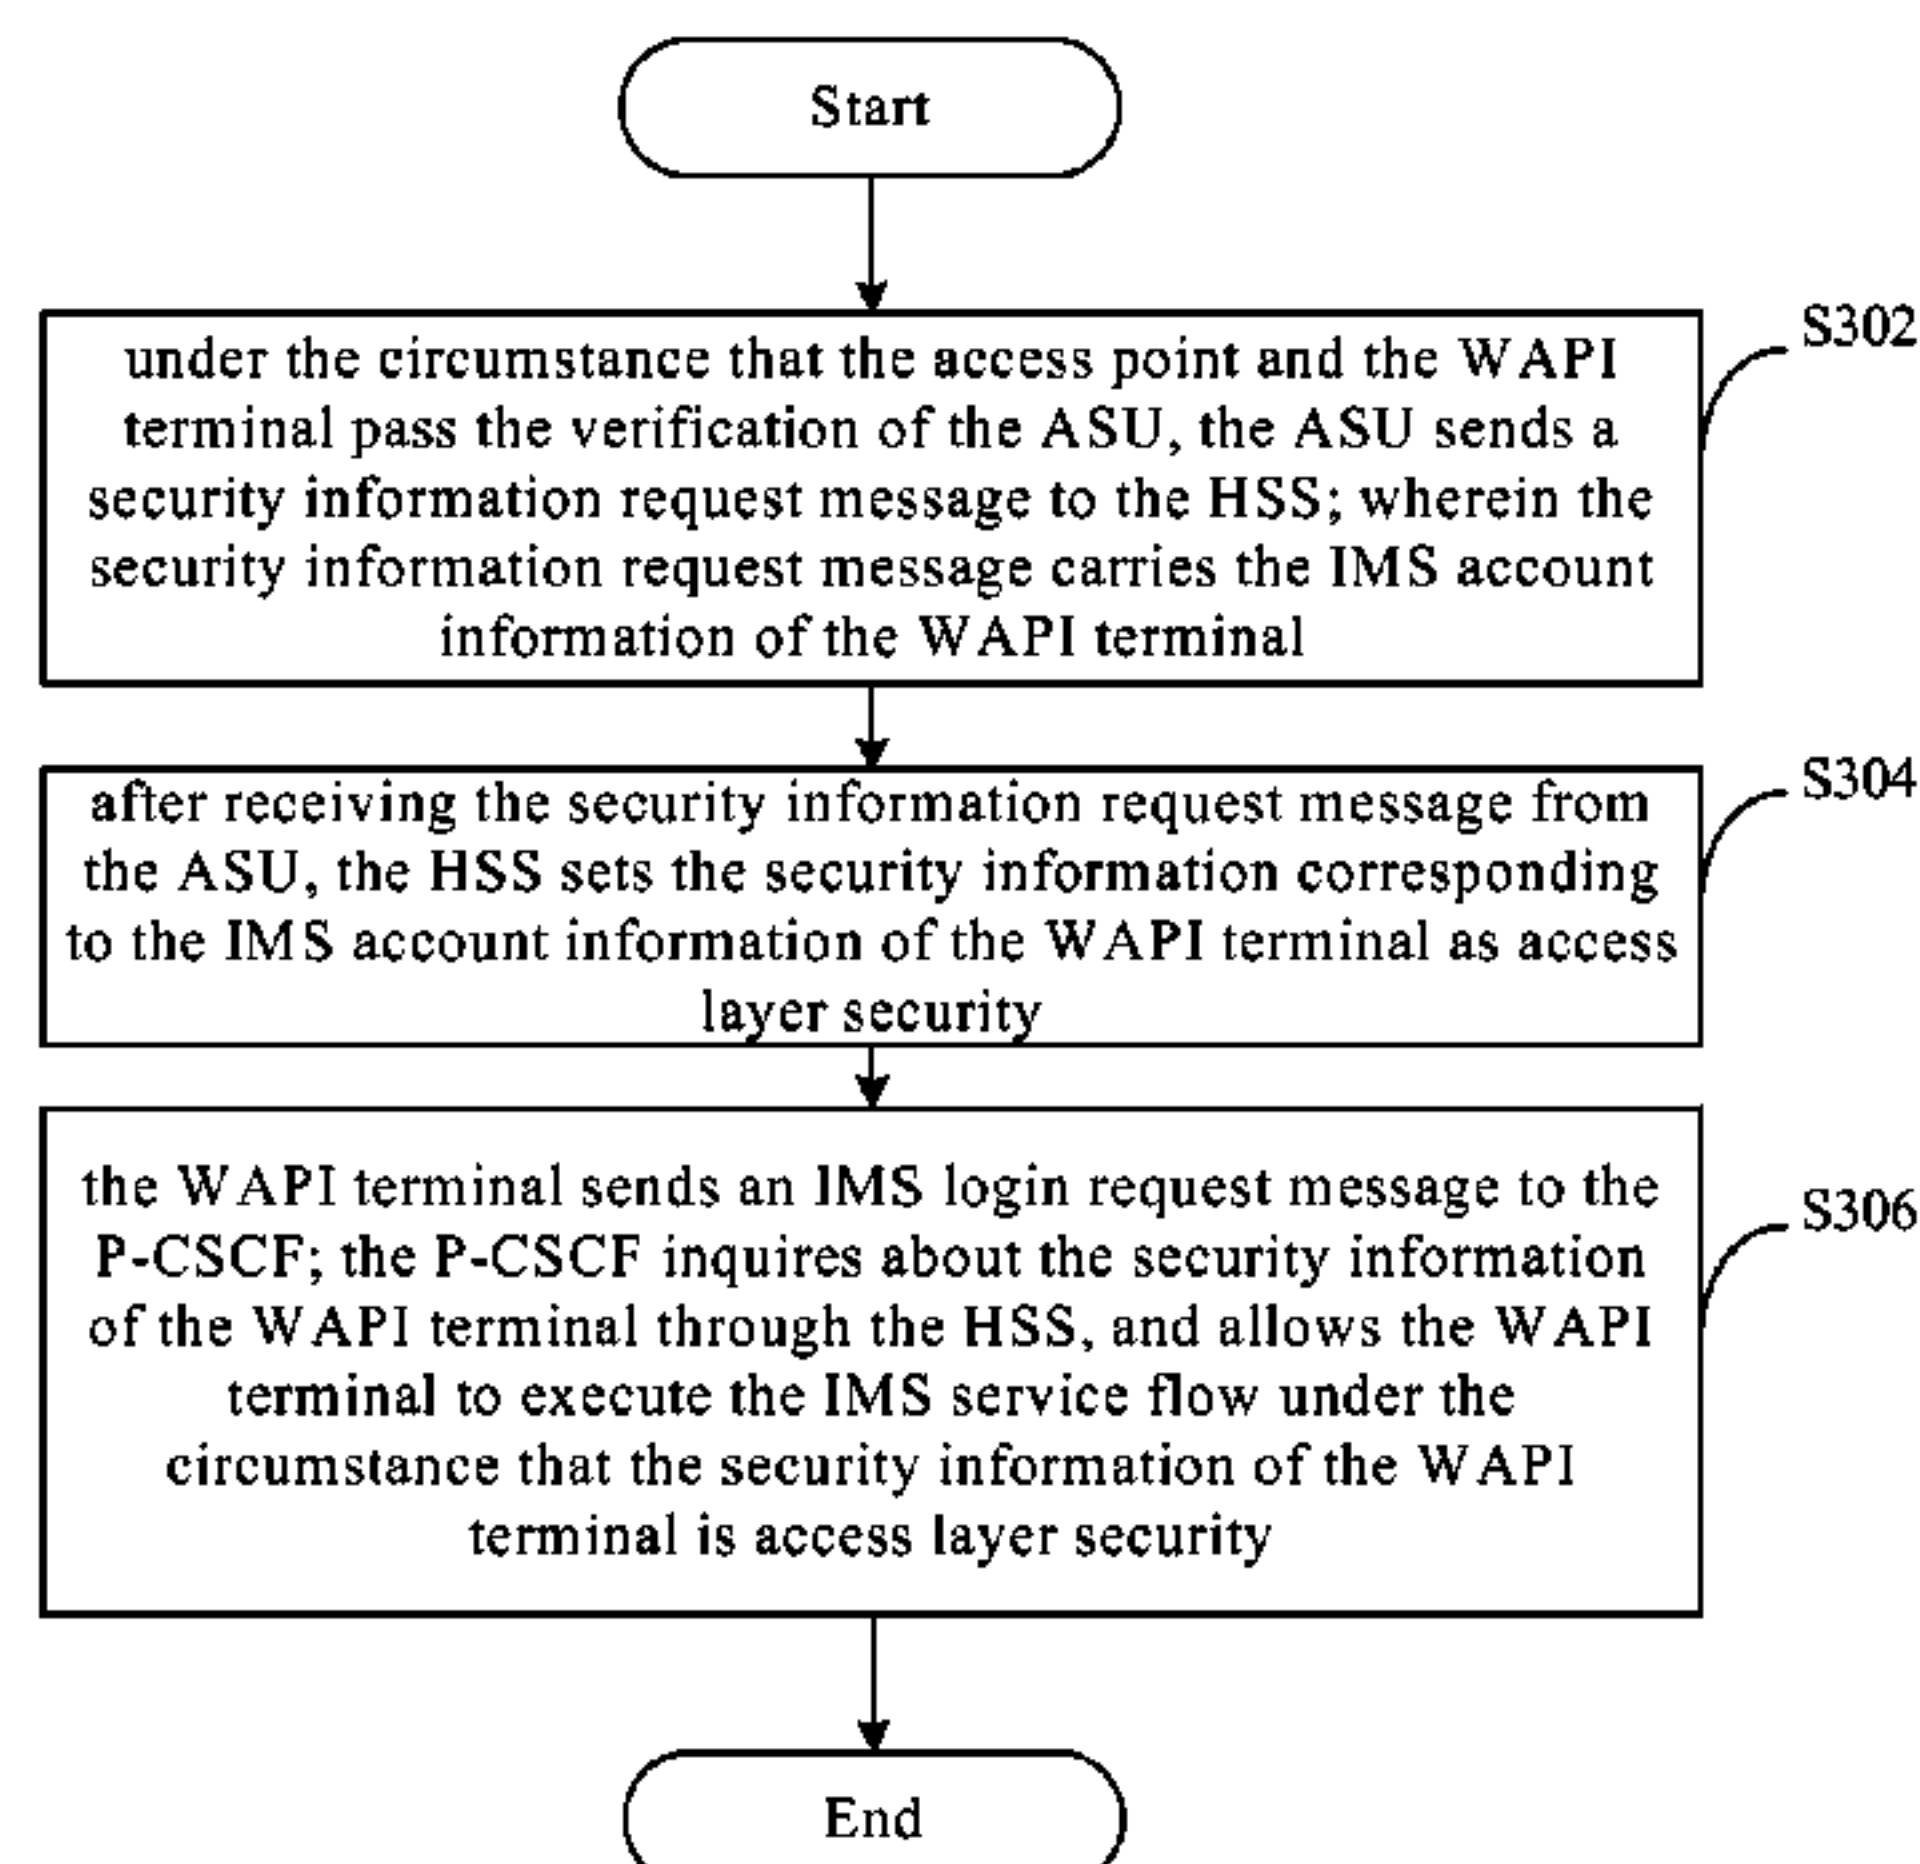 Start
under the circumstance that the access point and the WAPI
terminal pass the verification of the ASU, the ASU sends a
security information request message to the HSS; wherein the
security information request message carries the IMS account
information of the WAPI terminal
S302
after receiving the security information request message from
the ASU, the HSS sets the security information corresponding
to the IMS account information of the WAPI terminal as access
layer security
S304
the WAPI terminal sends an IMS login request message to the
P-CSCF; the P-CSCF inquires about the security information
of the WAPI terminal through the HSS, and allows the WAPI
terminal to execute the IMS service flow under the
circumstance that the security information of the WAPI
terminal is access layer security
S306
End